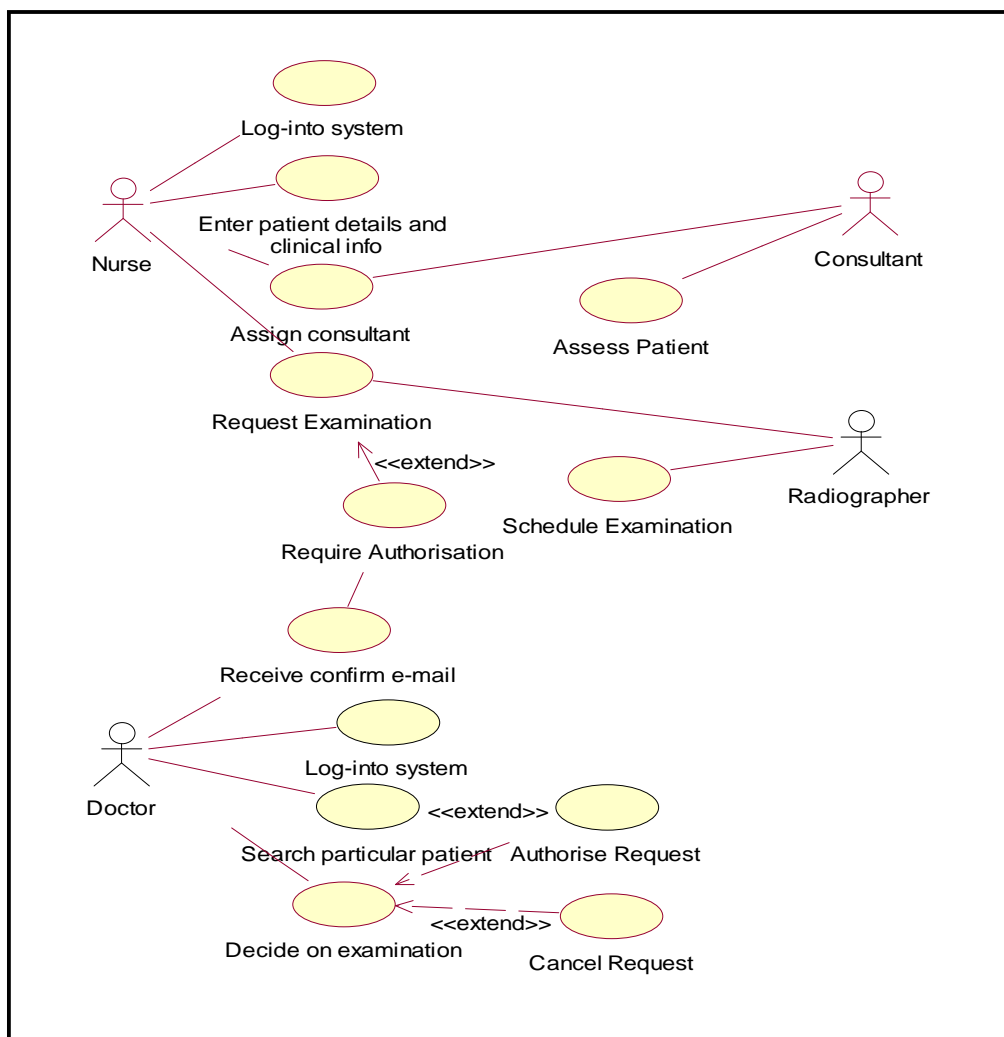 Log-into system
Enter patient details and
clinical info
Nurse
Consultant
Assign consultant
Assess Patient
Request Examination
<<extend>>
Radiographer
Schedule Examination
Require Authorisation
Receive confirm e-mail
Log-into system
Doctor
<<extend>>
Search particular patient
Authorise Request
<<extend>>
Decide on examination
Cancel Request